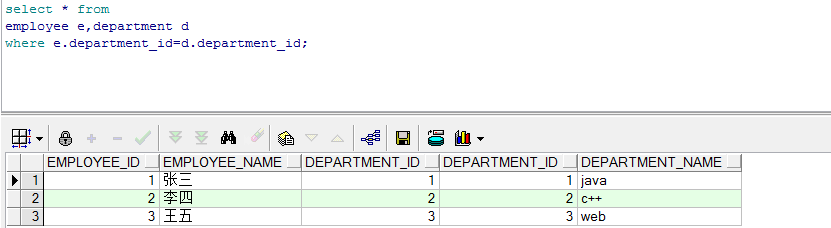 select * from
employee e,department d
where e.department_id=d.department_id;
EMPLOYEE_ID EMPLOYEE_NAME DEPARTMENT_ID DEPARTMENT_ID DEPARTMENT_NAME
1 1 张三 1 1 java
2 2 李四 2 2 c++
3 3 王五 3 3 web